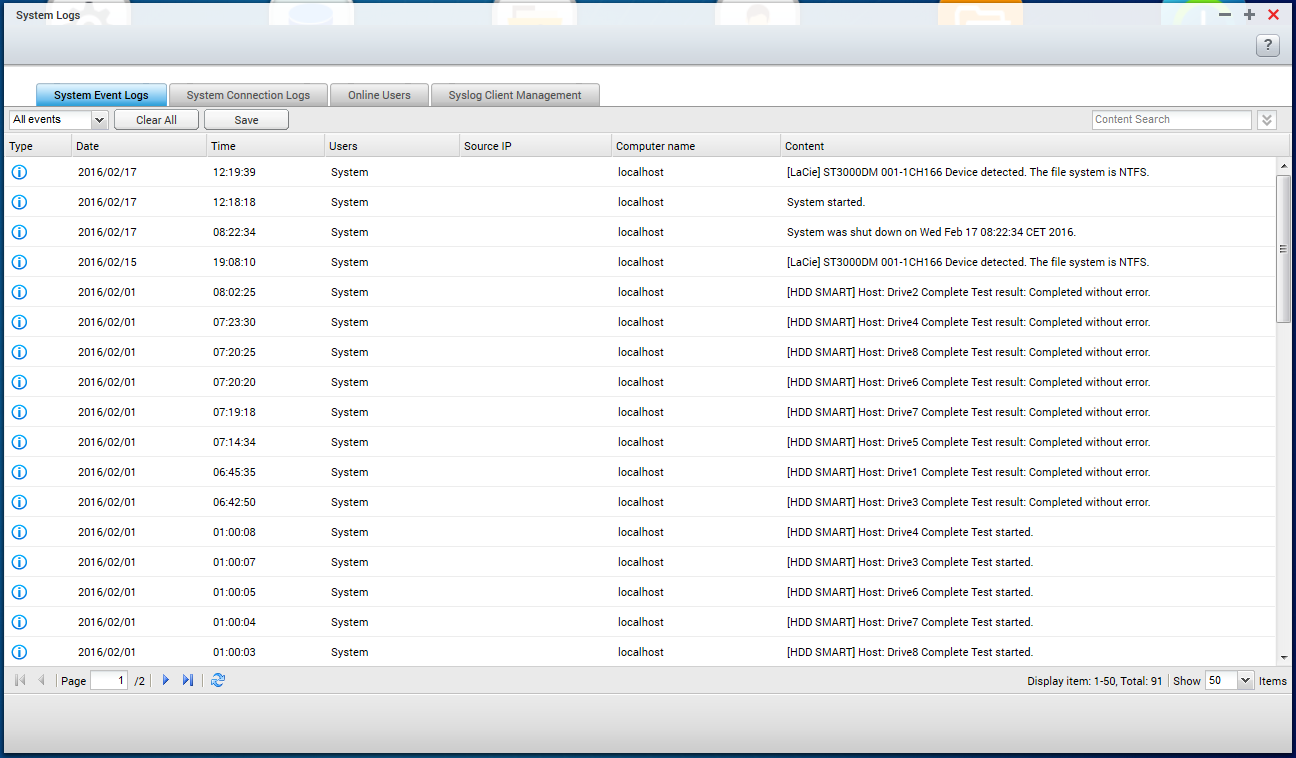 System Logs
?
System Event Logs System Connection Logs Online Users Syslog Client Management
All events Clear All Save Content Search
Type Date Time Users Source IP Computer name Content
2016/02/17 12:19:39 System localhost [LaCie] ST3000DM 001-1CH166 Device detected. The file system is NTFS.
2016/02/17 12:18:18 System localhost System started.
2016/02/17 08:22:34 System localhost System was shut down on Wed Feb 17 08:22:34 CET 2016.
2016/02/15 19:08:10 System localhost [LaCie] ST3000DM 001-1CH166 Device detected. The file system is NTFS.
2016/02/01 08:02:25 System localhost [HDD SMART] Host: Drive2 Complete Test result: Completed without error.
2016/02/01 07:23:30 System localhost [HDD SMART] Host: Drive4 Complete Test result: Completed without error.
2016/02/01 07:20:25 System localhost [HDD SMART] Host: Drive8 Complete Test result: Completed without error.
2016/02/01 07:20:20 System localhost [HDD SMART] Host: Drive6 Complete Test result: Completed without error.
2016/02/01 07:19:18 System localhost [HDD SMART] Host: Drive7 Complete Test result: Completed without error.
2016/02/01 07:14:34 System localhost [HDD SMART] Host: Drive5 Complete Test result: Completed without error.
2016/02/01 06:45:35 System localhost [HDD SMART] Host: Drive1 Complete Test result: Completed without error.
2016/02/01 06:42:50 System localhost [HDD SMART] Host: Drive3 Complete Test result: Completed without error.
2016/02/01 01:00:08 System localhost [HDD SMART] Host: Drive4 Complete Test started.
2016/02/01 01:00:07 System localhost [HDD SMART] Host: Drive3 Complete Test started.
2016/02/01 01:00:05 System localhost [HDD SMART] Host: Drive6 Complete Test started.
2016/02/01 01:00:04 System localhost [HDD SMART] Host: Drive7 Complete Test started.
2016/02/01 01:00:03 System localhost [HDD SMART] Host: Drive8 Complete Test started.
Page 1 /2 Display item: 1-50, Total: 91 Show 50 Items